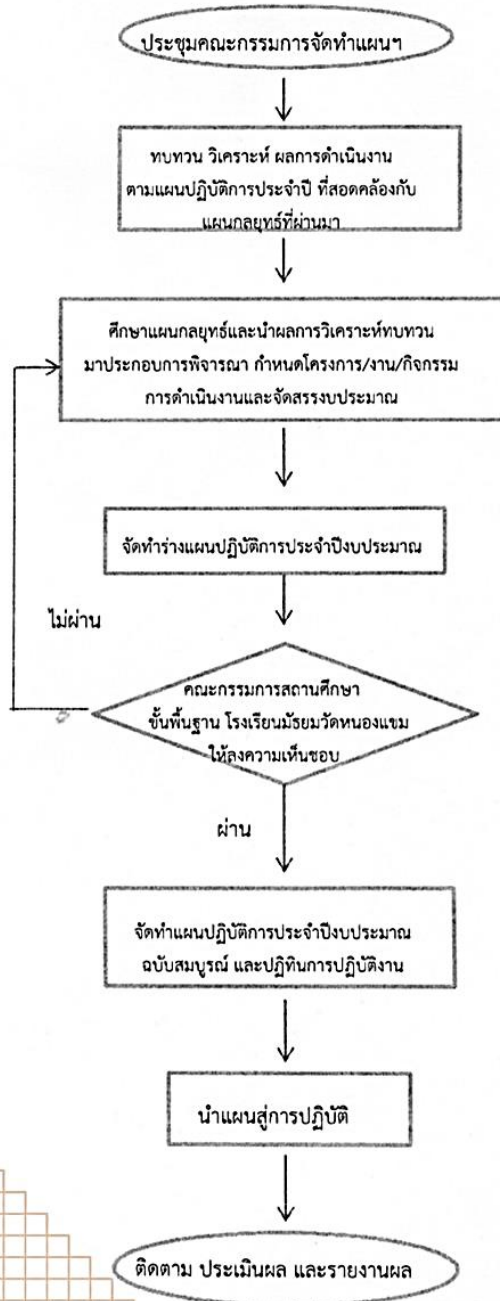 ประชุมคณะกรรมการจัดทำแผนฯ
ทบทวน วิเคราะห์ ผลการดำเนินงาน
ตามแผนปฏิบัติการประจำปี ที่สอดคล้องกับ
แผนกลยุทธ์ที่ผ่านมา
ศึกษาแผนกลยุทธ์และนำผลการวิเคราะห์ทบทวน
มาประกอบการพิจารณา กำหนดโครงการ/งาน/กิจกรรม
การดำเนินงานและจัดสรรงบประมาณ
จัดทำร่างแผนปฏิบัติการประจำปีงบประมาณ
ไม่ผ่าน
คณะกรรมการสถานศึกษา
ขั้นพื้นฐาน โรงเรียนมัธยมวัดหนองแขม
ให้ลงความเห็นชอบ
ผ่าน
จัดทำแผนปฏิบัติการประจำปีงบประมาณ
ฉบับสมบูรณ์ และปฏิทินการปฏิบัติงาน
นำแผนสู่การปฏิบัติ
ติดตาม ประเมินผล และรายงานผล